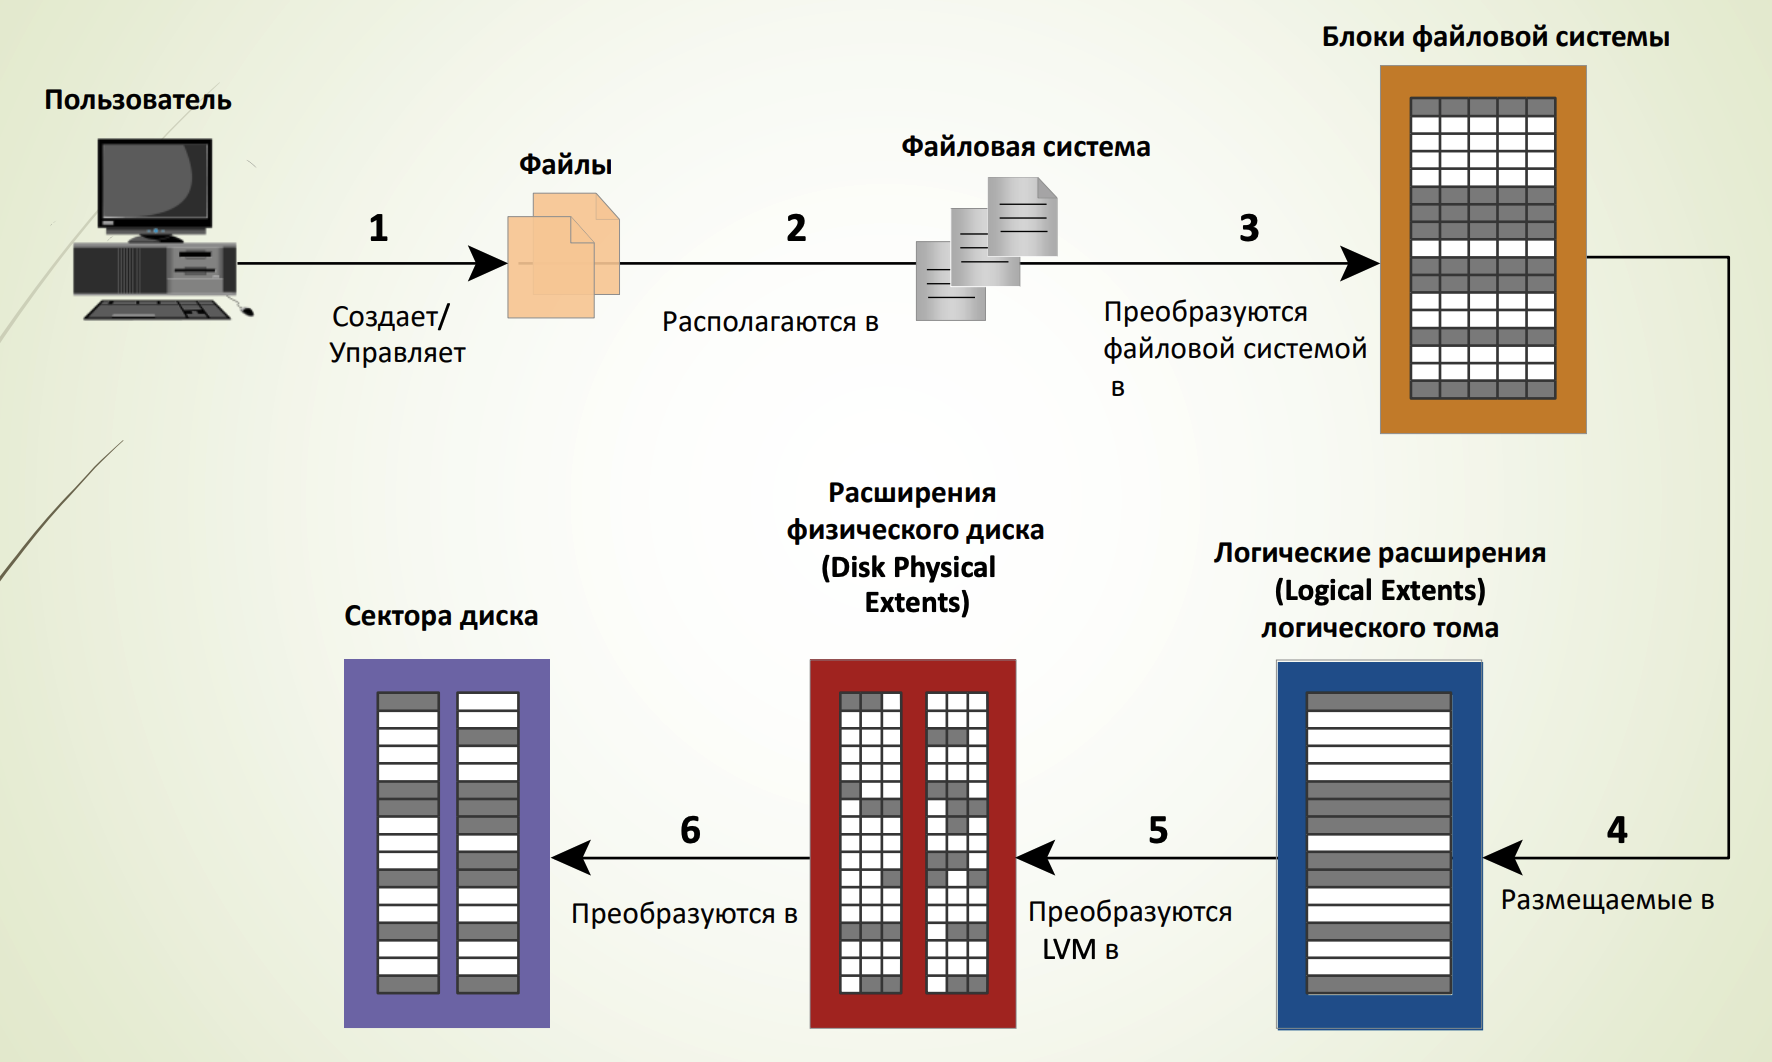 Пользователь
1
Создает/
Управляет
Файлы
2
Располагаются в
Файловая система
3
Преобразуются
файловой системой
в
Блоки файловой системы
4
Размещаемые в
Логические расширения
(Logical Extents)
логического тома
5
Преобразуются
LVM в
Расширения
физического диска
(Disk Physical
Extents)
6
Преобразуются в
Сектора диска